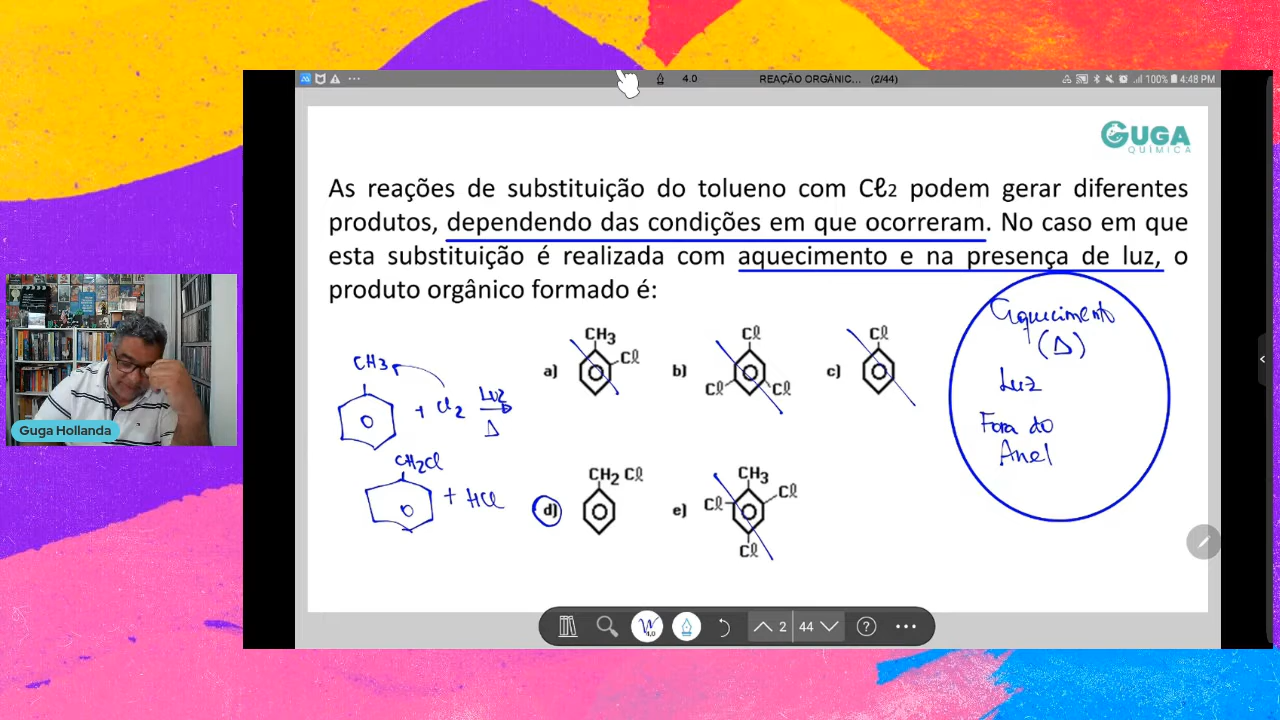 4.0
REAÇÃO ORGÂNIC... (2/44)
100% 4:48 PM
GUGA
QUÍMICA
As reações de substituição do tolueno com Cℓ2 podem gerar diferentes
produtos, dependendo das condições em que ocorreram. No caso em que
esta substituição é realizada com aquecimento e na presença de luz, o
produto orgânico formado é:
a) CH3 Cl
b) Cl Cl Cl
c) Cl
CH3
+ Cl2 LUZ Δ
CH2Cl
+ HCl
d) CH2 Cl
e) CH3 Cl Cl Cl
Aquecimento
(Δ)
Luz
Fora do
Anel
Guga Hollanda
4.0
2 44